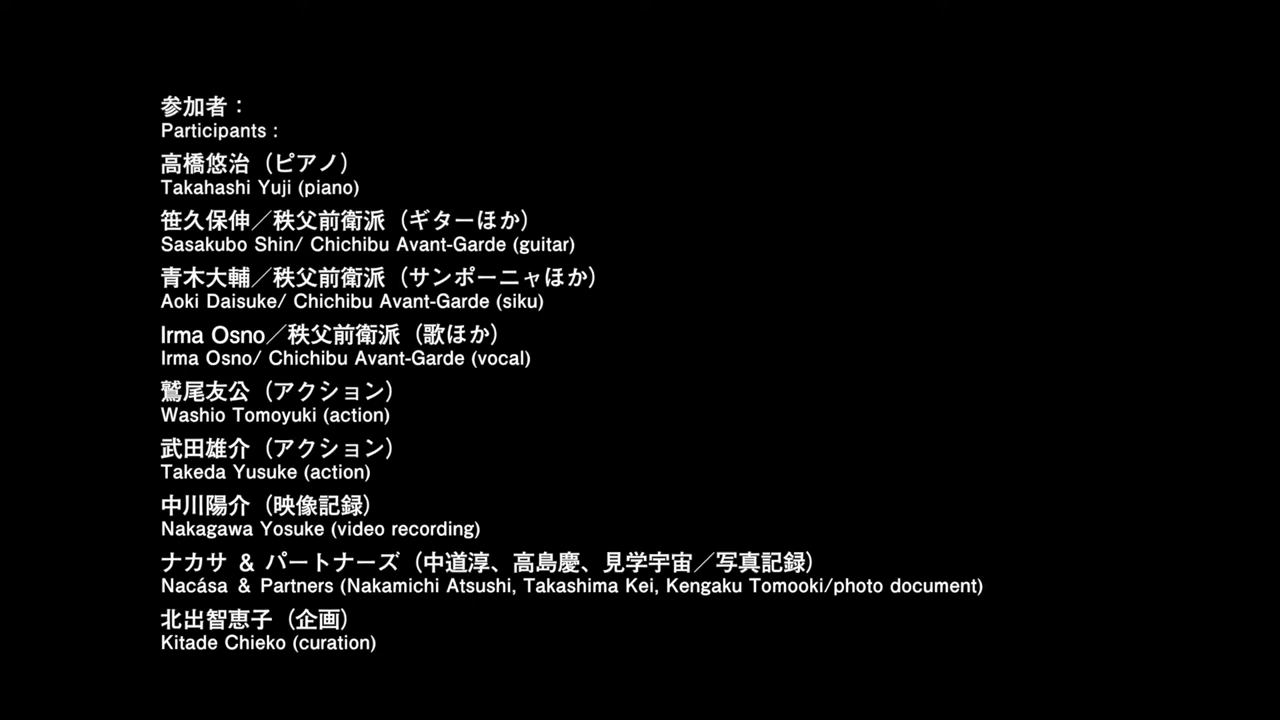 参加者：
Participants :
高橋悠治（ピアノ）
Takahashi Yuji (piano)
笹久保伸／秩父前衛派（ギターほか）
Sasakubo Shin/ Chichibu Avant-Garde (guitar)
青木大輔／秩父前衛派（サンポーニャほか）
Aoki Daisuke/ Chichibu Avant-Garde (siku)
Irma Osno／秩父前衛派（歌ほか）
Irma Osno/ Chichibu Avant-Garde (vocal)
鷲尾友公（アクション）
Washio Tomoyuki (action)
武田雄介（アクション）
Takeda Yusuke (action)
中川陽介（映像記録）
Nakagawa Yosuke (video recording)
ナカサ ＆ パートナーズ（中道淳、高島慶、見学宇宙／写真記録）
Nacása & Partners (Nakamichi Atsushi, Takashima Kei, Kengaku Tomooki/photo document)
北出智恵子（企画）
Kitade Chieko (curation)